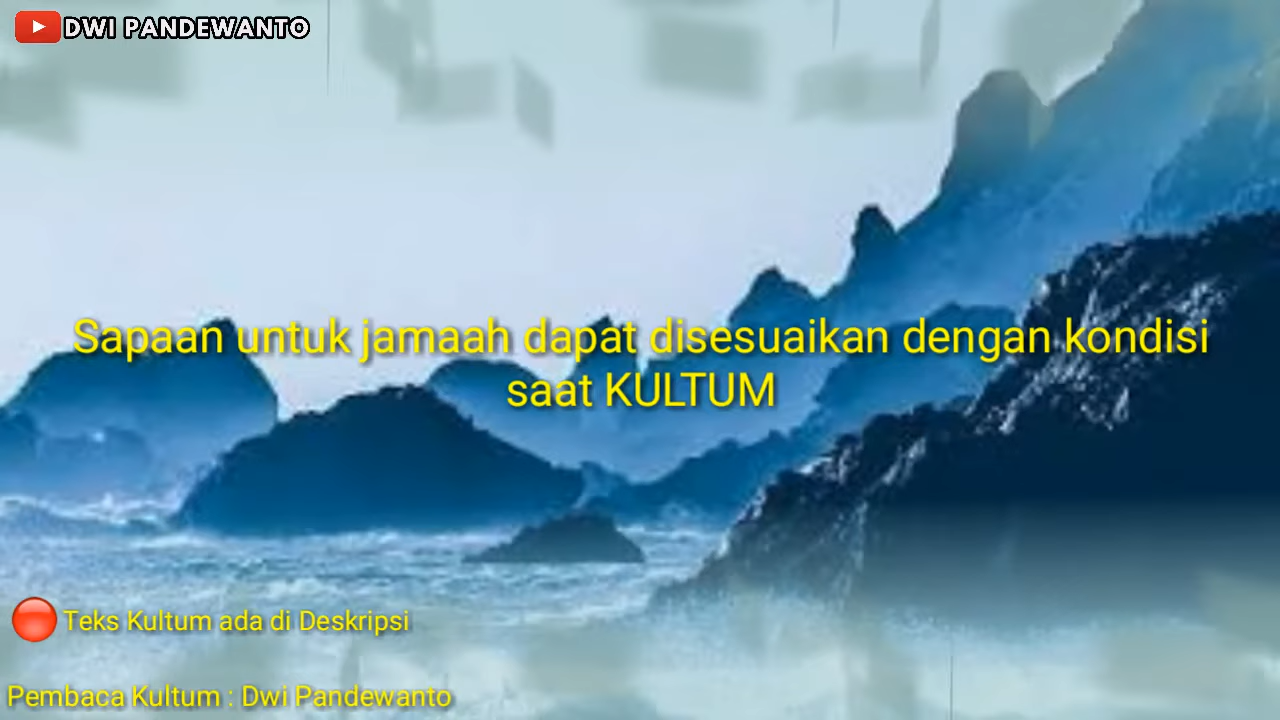 DWI PANDEWANTO
Sapaan untuk jamaah dapat disesuaikan dengan kondisi
saat KULTUM
Teks Kultum ada di Deskripsi
Pembaca Kultum : Dwi Pandewanto